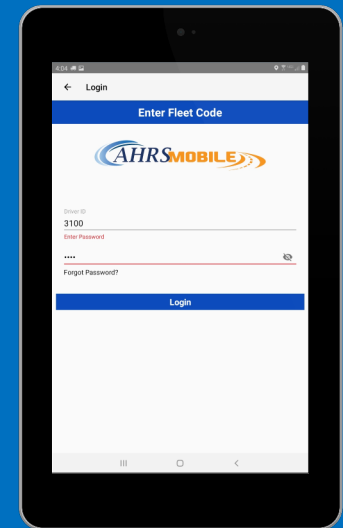 4:04
Login
Enter Fleet Code
AHRSMOBILE
Driver ID
3100
Enter Password
••••
Forgot Password?
Login